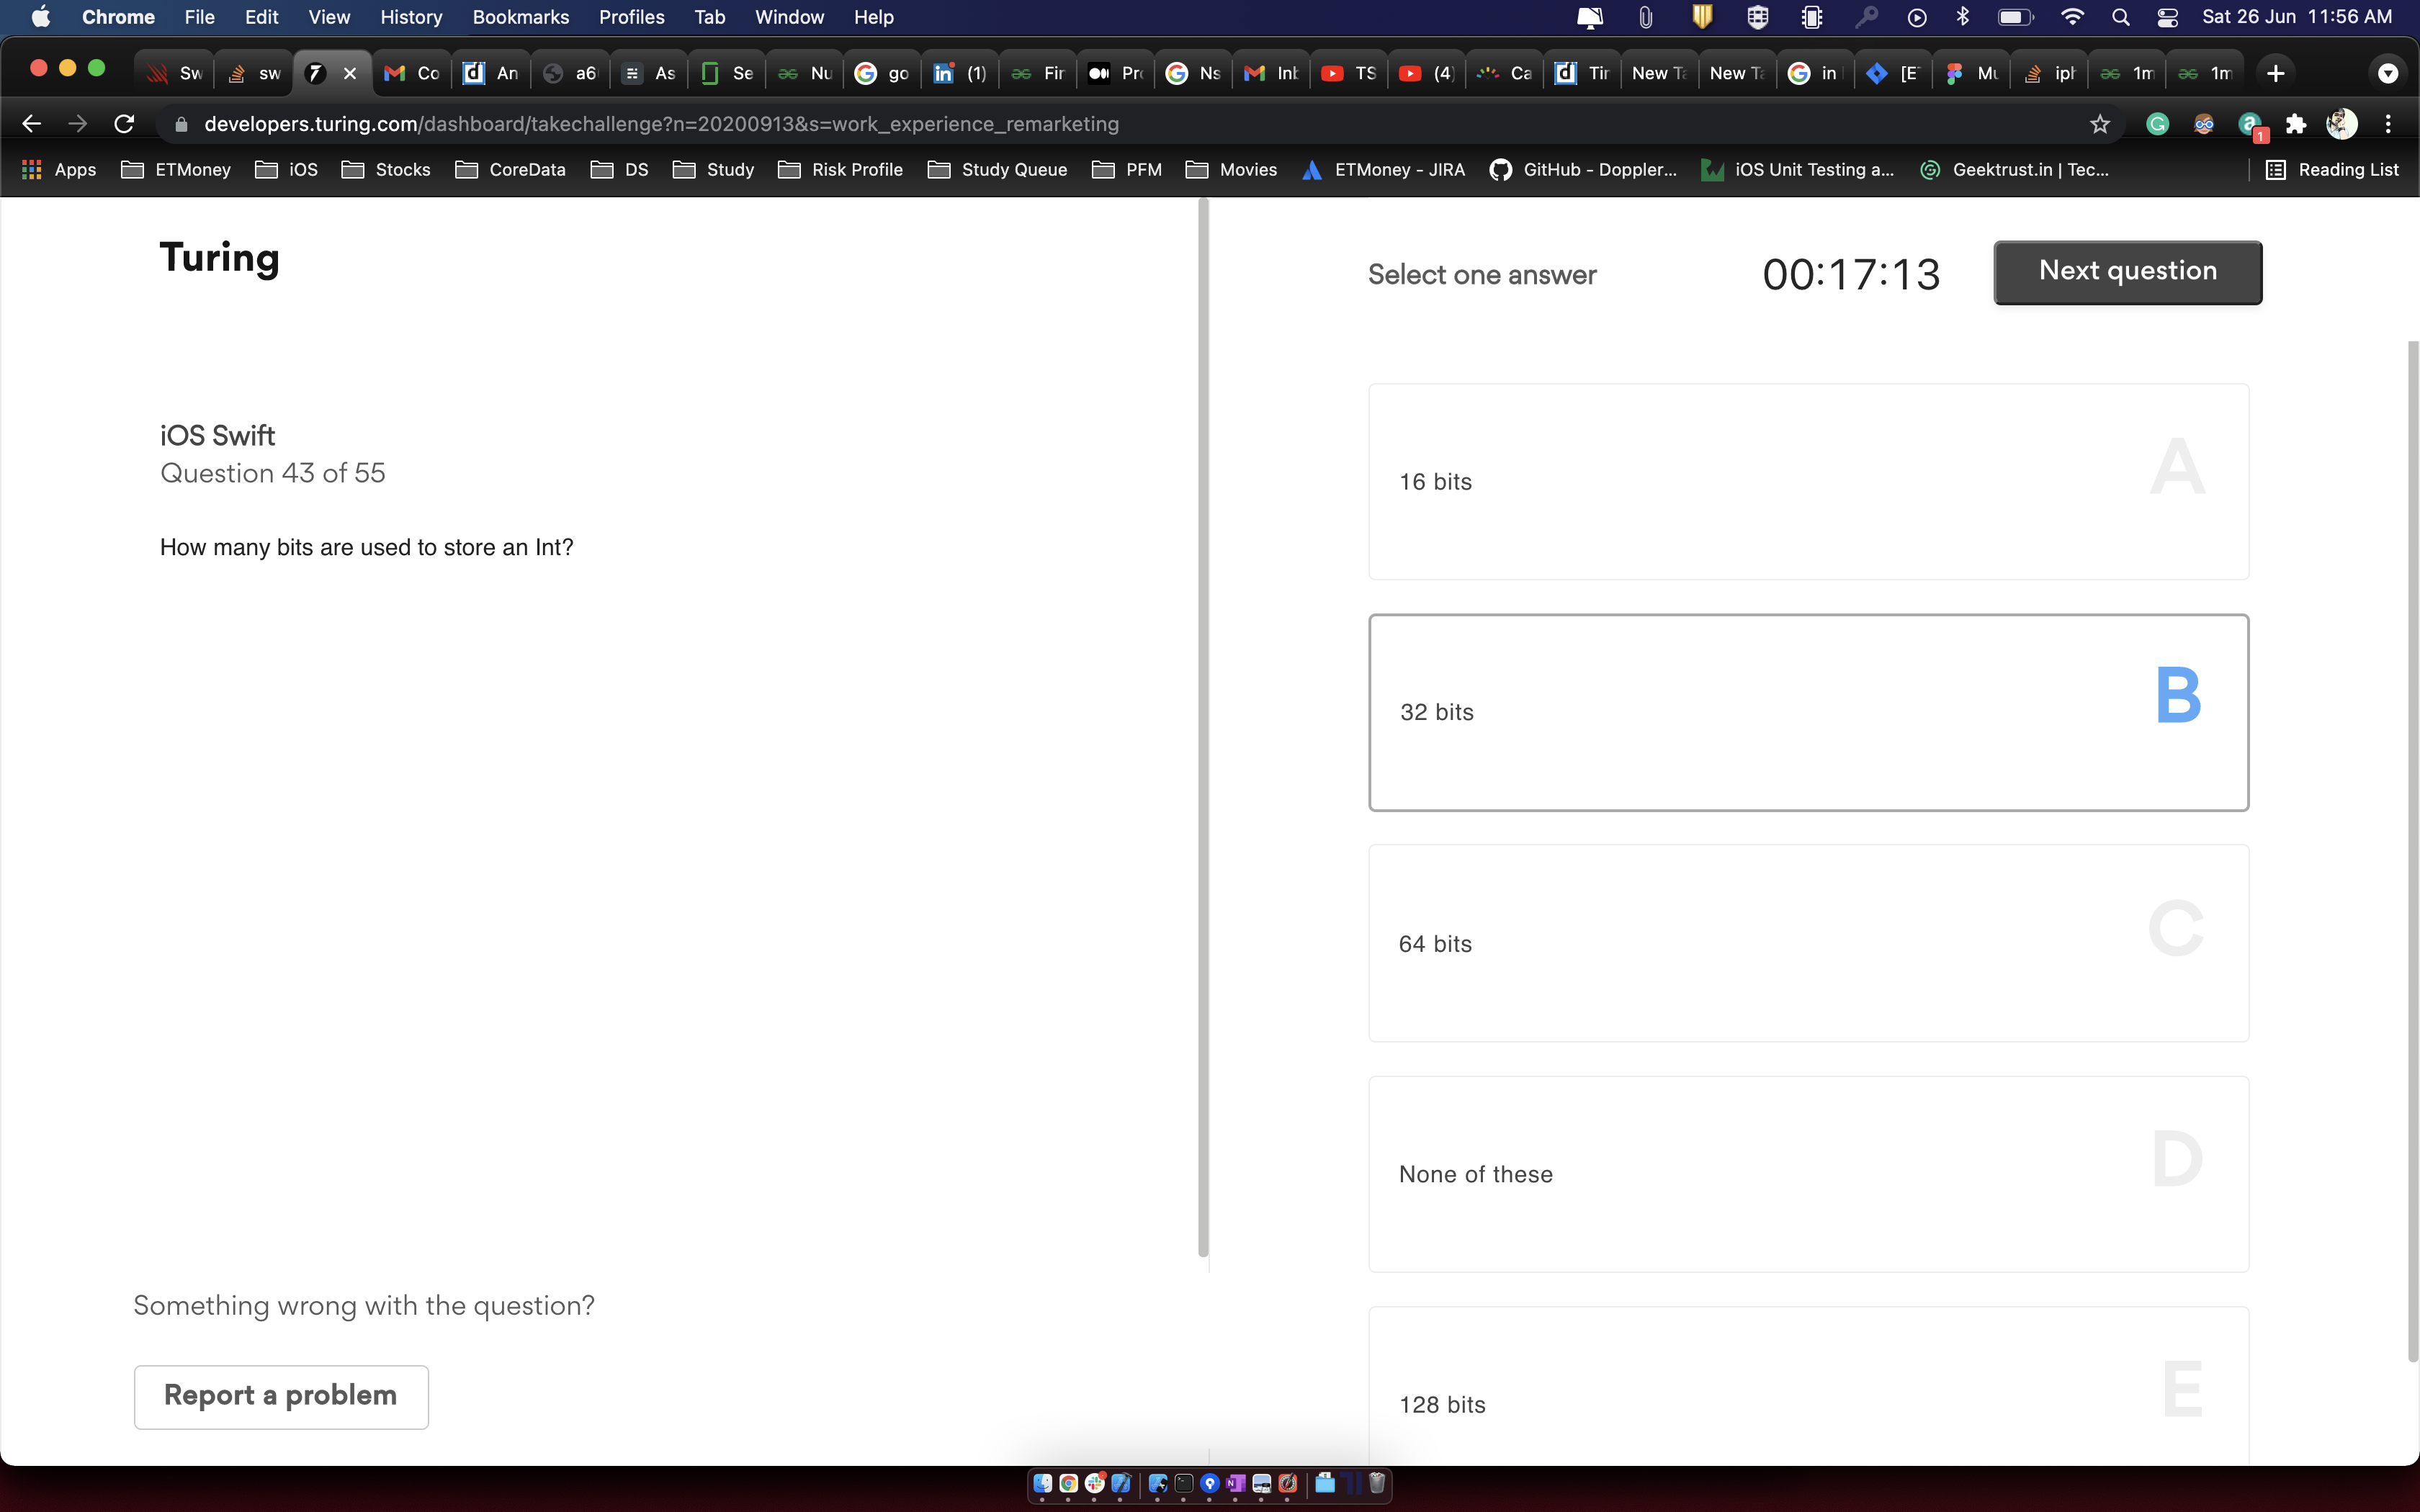 Chrome File Edit View History Bookmarks Profiles Tab Window Help Sat 26 Jun 11:56 AM
Sw sw Co An a6 As Se Nu go (1) Fir Pro Ns Inb TS (4) Ca Tir New Ta New Ta in [E Mu iph 1m 1m
developers.turing.com/dashboard/takechallenge?n=20200913&s=work_experience_remarketing 1
Apps ETMoney iOS Stocks CoreData DS Study Risk Profile Study Queue PFM Movies ETMoney - JIRA GitHub - Doppler... iOS Unit Testing a... Geektrust.in | Tec... Reading List
Turing
iOS Swift
Question 43 of 55
How many bits are used to store an Int?
Something wrong with the question?
Report a problem
Select one answer 00:17:13 Next question
16 bits A
32 bits B
64 bits C
None of these D
128 bits E